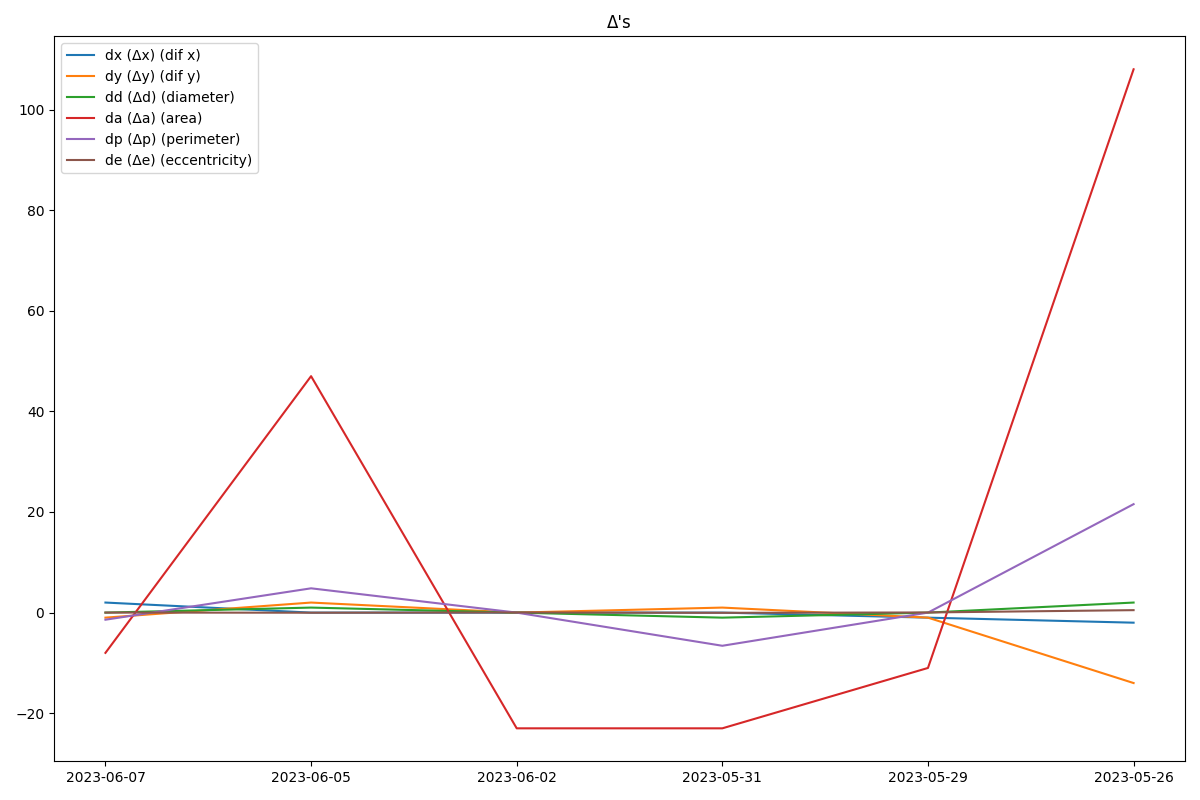 Δ's
dx (Δx) (dif x)
dy (Δy) (dif y)
dd (Δd) (diameter)
da (Δa) (area)
dp (Δp) (perimeter)
de (Δe) (eccentricity)
100
80
60
40
20
0
−20
2023-06-07 2023-06-05 2023-06-02 2023-05-31 2023-05-29 2023-05-26